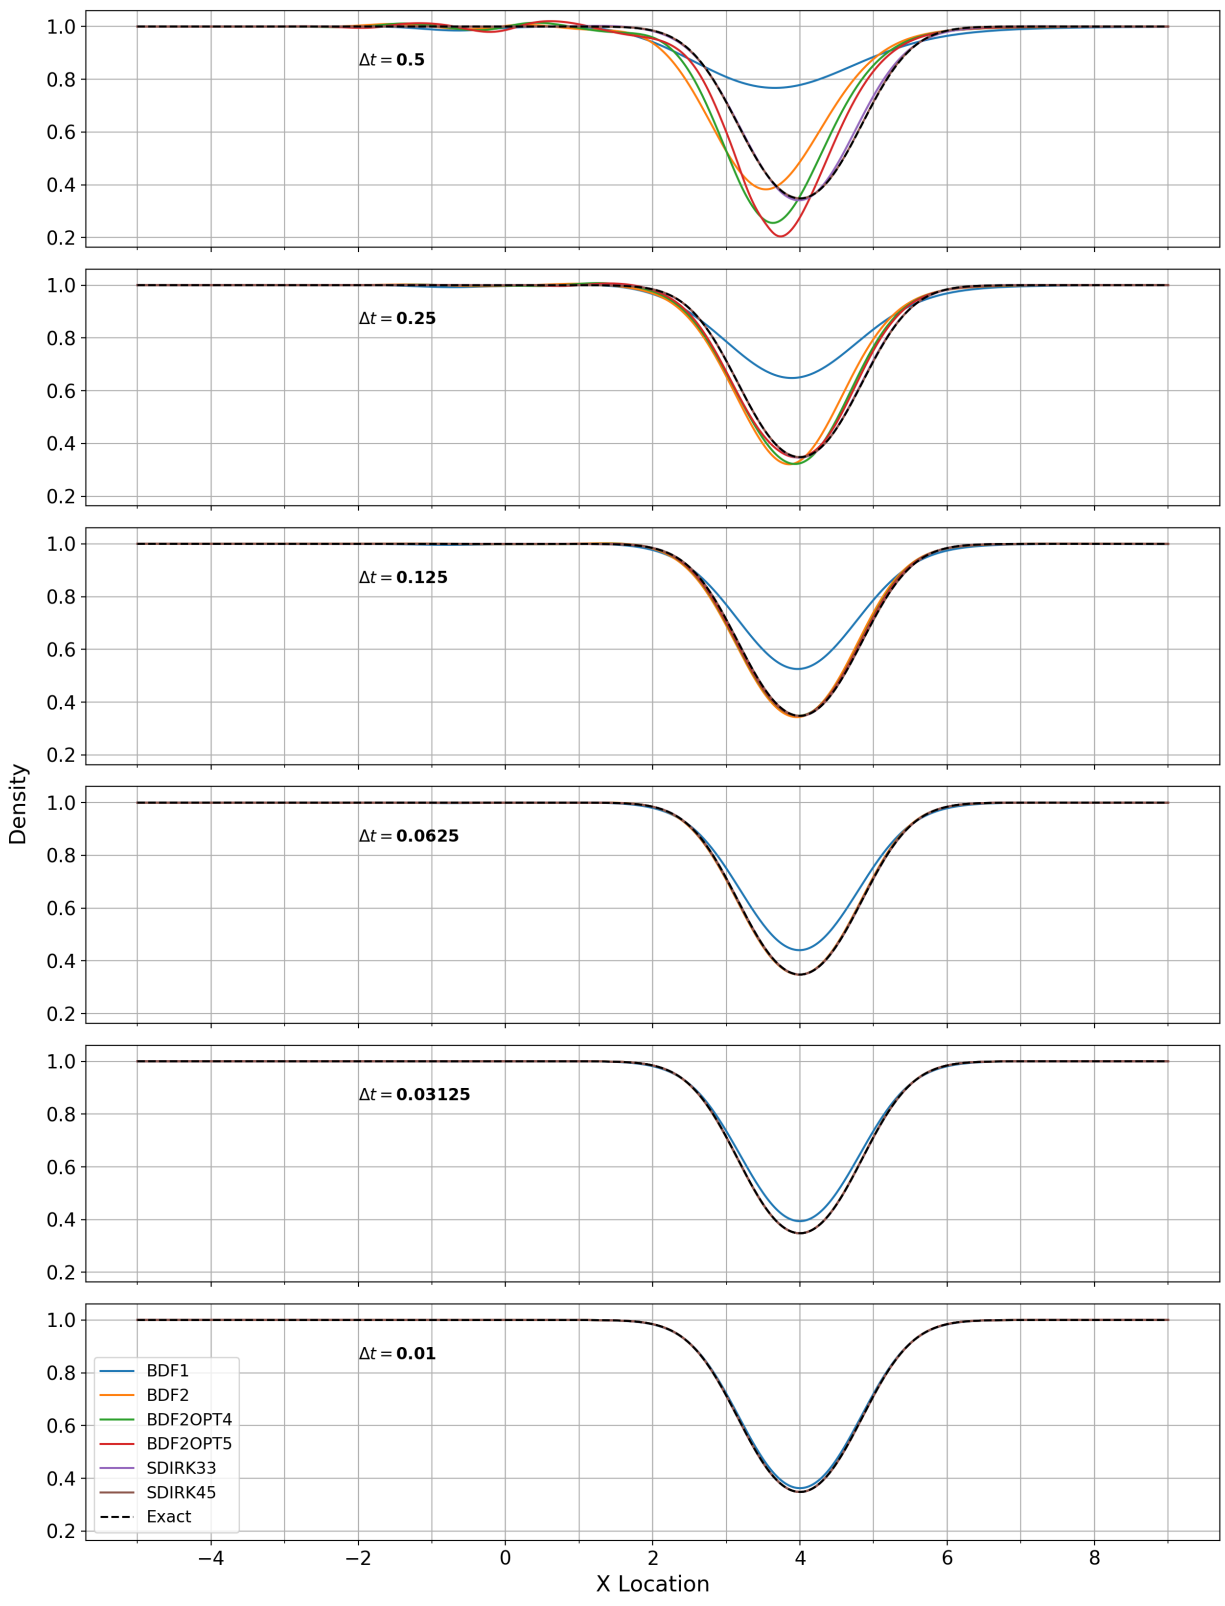 1.0
0.8
0.6
0.4
0.2
Δt = 0.5
1.0
0.8
0.6
0.4
0.2
Δt = 0.25
1.0
0.8
0.6
0.4
0.2
Δt = 0.125
Density
1.0
0.8
0.6
0.4
0.2
Δt = 0.0625
1.0
0.8
0.6
0.4
0.2
Δt = 0.03125
1.0
0.8
0.6
0.4
0.2
Δt = 0.01
BDF1
BDF2
BDF2OPT4
BDF2OPT5
SDIRK33
SDIRK45
Exact
−4 −2 0 2 4 6 8
X Location